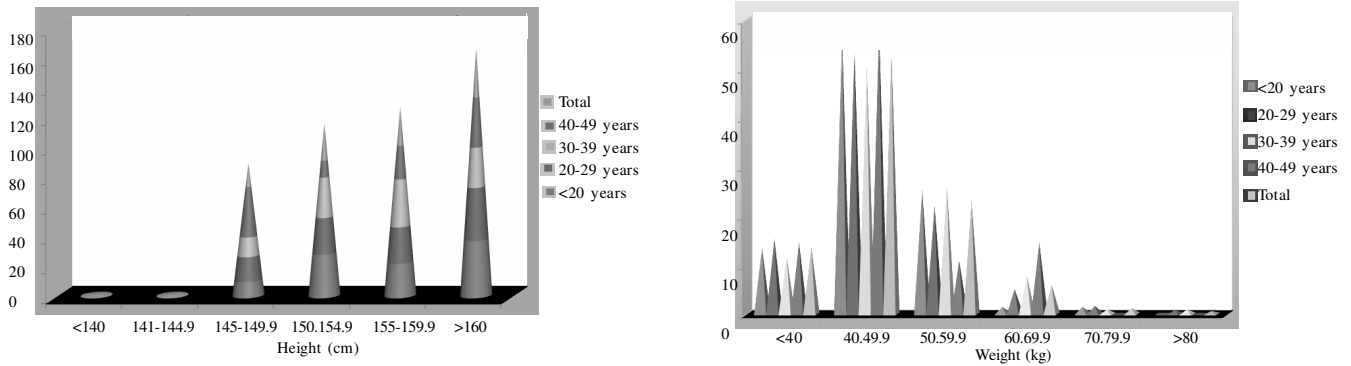 180
160
140
120
100
80
60
40
20
0
<140 141-144.9 145-149.9 150.154.9 155-159.9 >160
Height (cm)
Total
40-49 years
30-39 years
20-29 years
<20 years
60
50
40
30
20
10
0
<40 40.49.9 50.59.9 60.69.9 70.79.9 >80
Weight (kg)
<20 years
20-29 years
30-39 years
40-49 years
Total